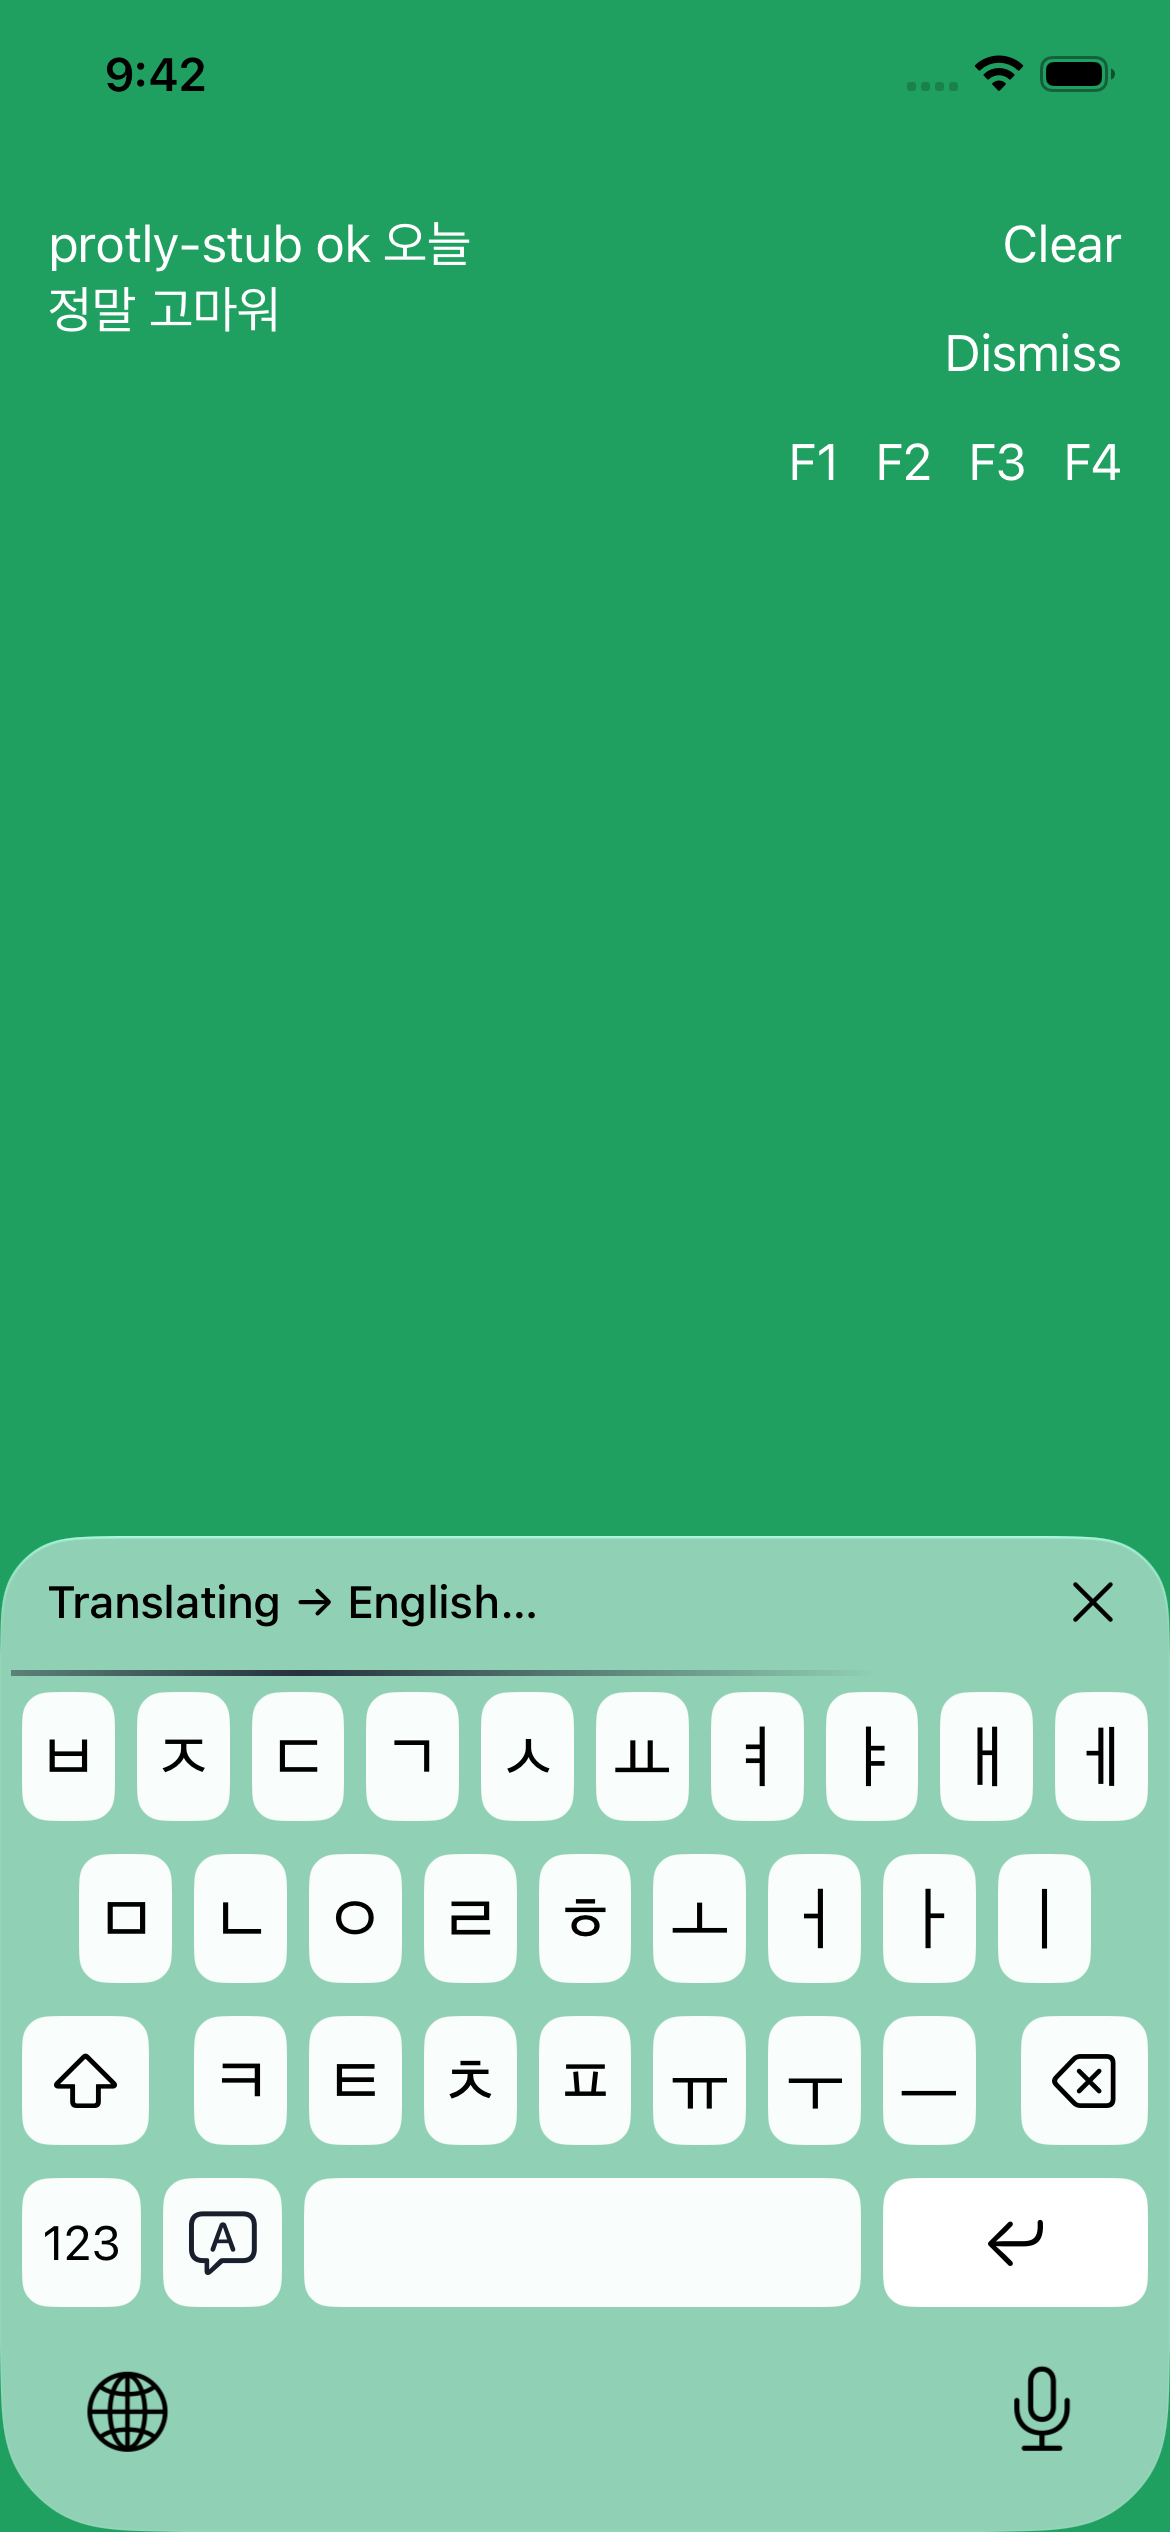 9:42
protly-stub ok 오늘
정말 고마워
Clear
Dismiss
F1 F2 F3 F4
Translating → English...
ㅂ ㅈ ㄷ ㄱ ㅅ ㅛ ㅕ ㅑ ㅐ ㅔ
ㅁ ㄴ ㅇ ㄹ ㅎ ㅗ ㅓ ㅏ ㅣ
ㅋ ㅌ ㅊ ㅍ ㅠ ㅜ ㅡ
123 A